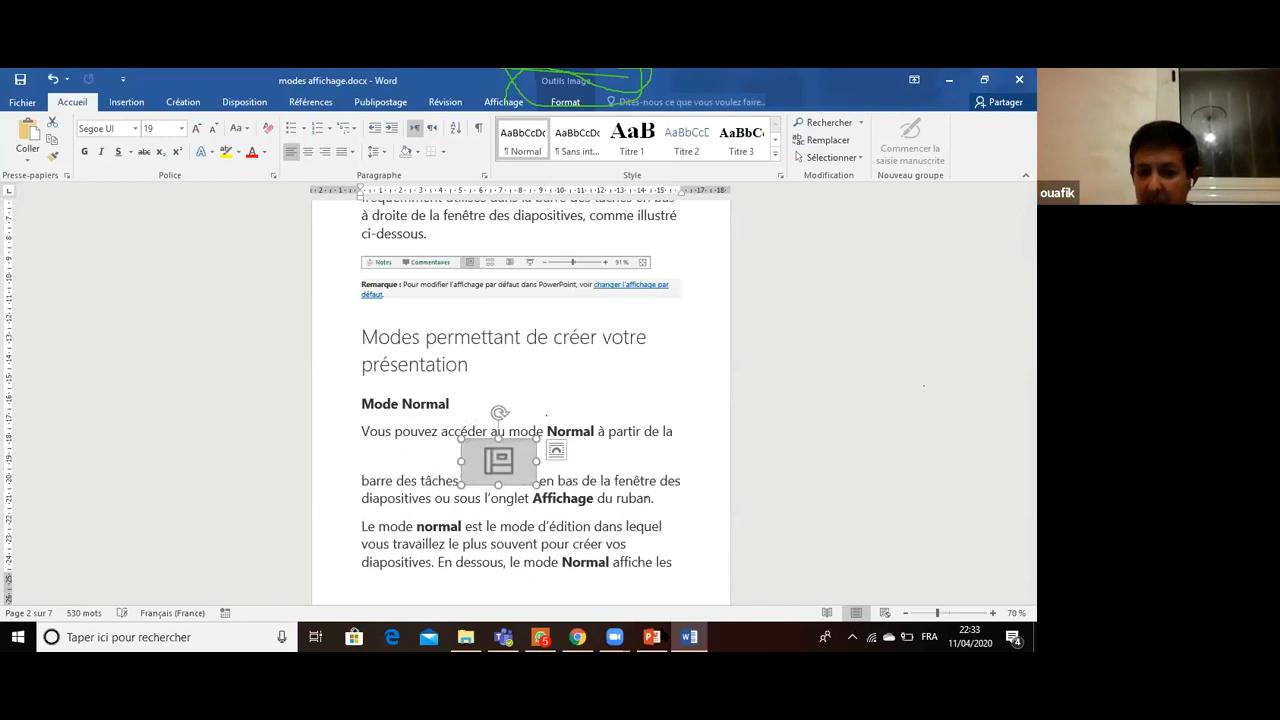 modes affichage.docx - Word
Outils Image
Fichier Accueil Insertion Création Disposition Références Publipostage Révision Affichage Format Dites-nous ce que vous voulez faire.. Partager
Coller
Segoe UI 19
AaBbCcDc AaBbCcDc AaBb AaBbCcD AaBbCc
¶ Normal ¶ Sans int... Titre 1 Titre 2 Titre 3
Rechercher
Remplacer
Sélectionner
Commencer la
saisie manuscrite
Presse-papiers Police Paragraphe Style Modification Nouveau groupe
ouafik
à droite de la fenêtre des diapositives, comme illustré
ci-dessous.
Notes Commentaires 91 %
Remarque : Pour modifier l'affichage par défaut dans PowerPoint, voir changer l'affichage par
défaut.
Modes permettant de créer votre
présentation
Mode Normal
Vous pouvez accéder au mode Normal à partir de la
barre des tâches en bas de la fenêtre des
diapositives ou sous l'onglet Affichage du ruban.
Le mode normal est le mode d'édition dans lequel
vous travaillez le plus souvent pour créer vos
diapositives. En dessous, le mode Normal affiche les
Page 2 sur 7 530 mots Français (France) 70 %
Taper ici pour rechercher
5
FRA
22:33
11/04/2020
4